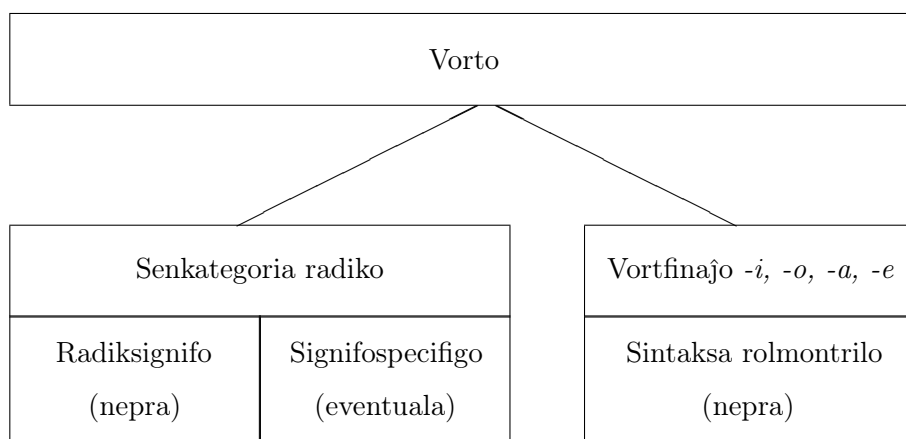 Vorto
Senkategoria radiko
Vortfinaĵo -i, -o, -a, -e
Radiksignifo
(nepra)
Signifospecifigo
(eventuala)
Sintaksa rolmontrilo
(nepra)